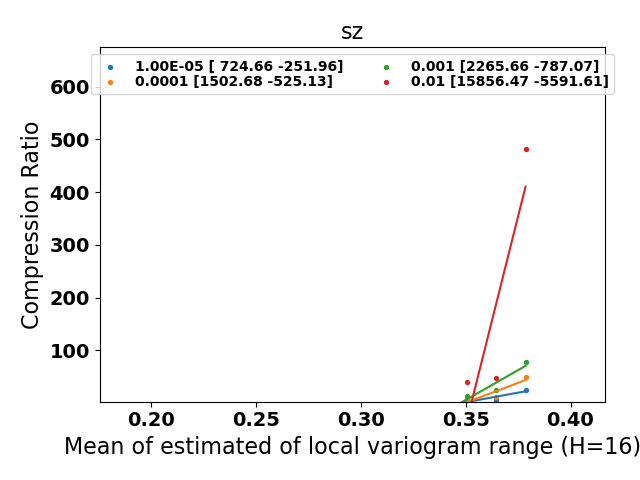 sz
1.00E-05 [ 724.66 -251.96]
0.0001 [1502.68 -525.13]
0.001 [2265.66 -787.07]
0.01 [15856.47 -5591.61]
Compression Ratio
600
500
400
300
200
100
0.20 0.25 0.30 0.35 0.40
Mean of estimated of local variogram range (H=16)